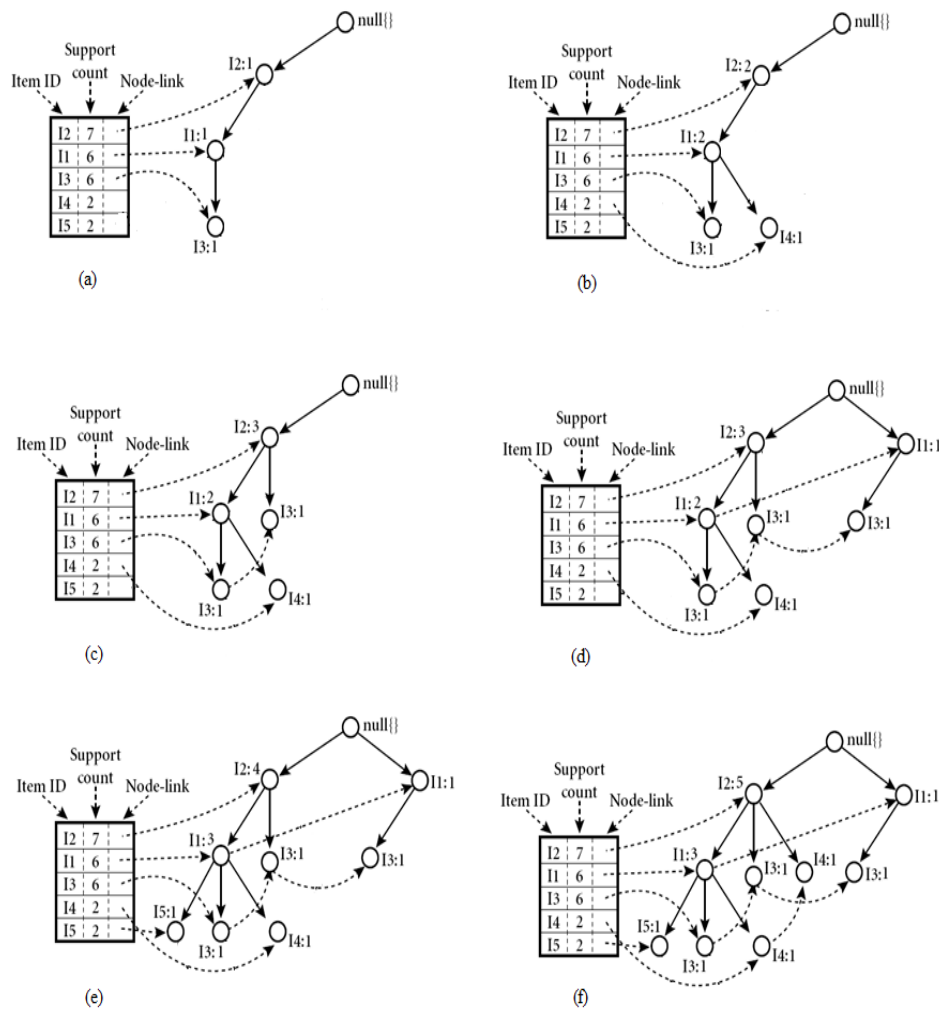 null{}
Support
count
Item ID
Node-link
I2:1
I2 7
I1:1
I1 6
I3 6
I4 2
I5 2
I3:1
(a)
null{}
Support
count
Item ID
Node-link
I2:2
I2 7
I1:2
I1 6
I3 6
I4 2
I5 2
I3:1
I4:1
(b)
null{}
Support
count
Item ID
Node-link
I2:3
I2 7
I1:2
I1 6
I3:1
I3 6
I4 2
I5 2
I3:1
I4:1
(c)
null{}
Support
count
Item ID
Node-link
I2:3
I1:1
I2 7
I1:2
I1 6
I3:1
I3:1
I3 6
I4 2
I5 2
I3:1
I4:1
(d)
null{}
Support
count
Item ID
Node-link
I2:4
I1:1
I2 7
I1:3
I1 6
I3:1
I3:1
I3 6
I4 2
I5:1
I5 2
I3:1
I4:1
(e)
null{}
Support
count
Item ID
Node-link
I2:5
I1:1
I2 7
I1:3
I4:1
I1 6
I3:1
I3:1
I3 6
I4 2
I5:1
I5 2
I3:1
I4:1
(f)